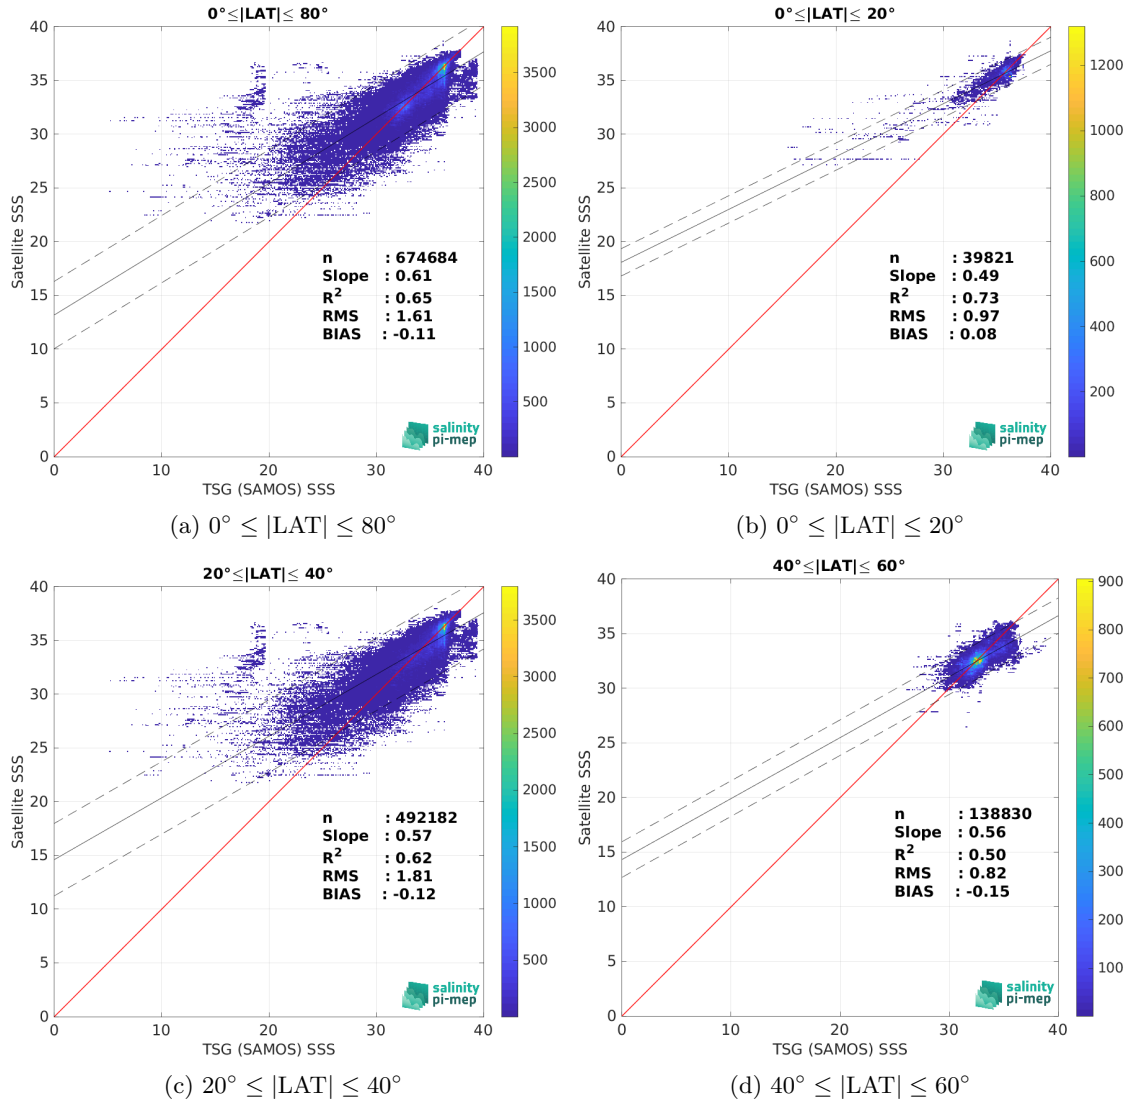 0°≤|LAT|≤ 80°
40
35
30
25
20
15
10
5
0
Satellite SSS
n : 674684
Slope : 0.61
R² : 0.65
RMS : 1.61
BIAS : -0.11
salinity
pi-mep
0 10 20 30 40
TSG (SAMOS) SSS
3500
3000
2500
2000
1500
1000
500
(a) 0° ≤ |LAT| ≤ 80°
0°≤|LAT|≤ 20°
40
35
30
25
20
15
10
5
0
Satellite SSS
n : 39821
Slope : 0.49
R² : 0.73
RMS : 0.97
BIAS : 0.08
salinity
pi-mep
0 10 20 30 40
TSG (SAMOS) SSS
1200
1000
800
600
400
200
(b) 0° ≤ |LAT| ≤ 20°
20°≤|LAT|≤ 40°
40
35
30
25
20
15
10
5
0
Satellite SSS
n : 492182
Slope : 0.57
R² : 0.62
RMS : 1.81
BIAS : -0.12
salinity
pi-mep
0 10 20 30 40
TSG (SAMOS) SSS
3500
3000
2500
2000
1500
1000
500
(c) 20° ≤ |LAT| ≤ 40°
40°≤|LAT|≤ 60°
40
35
30
25
20
15
10
5
0
Satellite SSS
n : 138830
Slope : 0.56
R² : 0.50
RMS : 0.82
BIAS : -0.15
salinity
pi-mep
0 10 20 30 40
TSG (SAMOS) SSS
900
800
700
600
500
400
300
200
100
(d) 40° ≤ |LAT| ≤ 60°